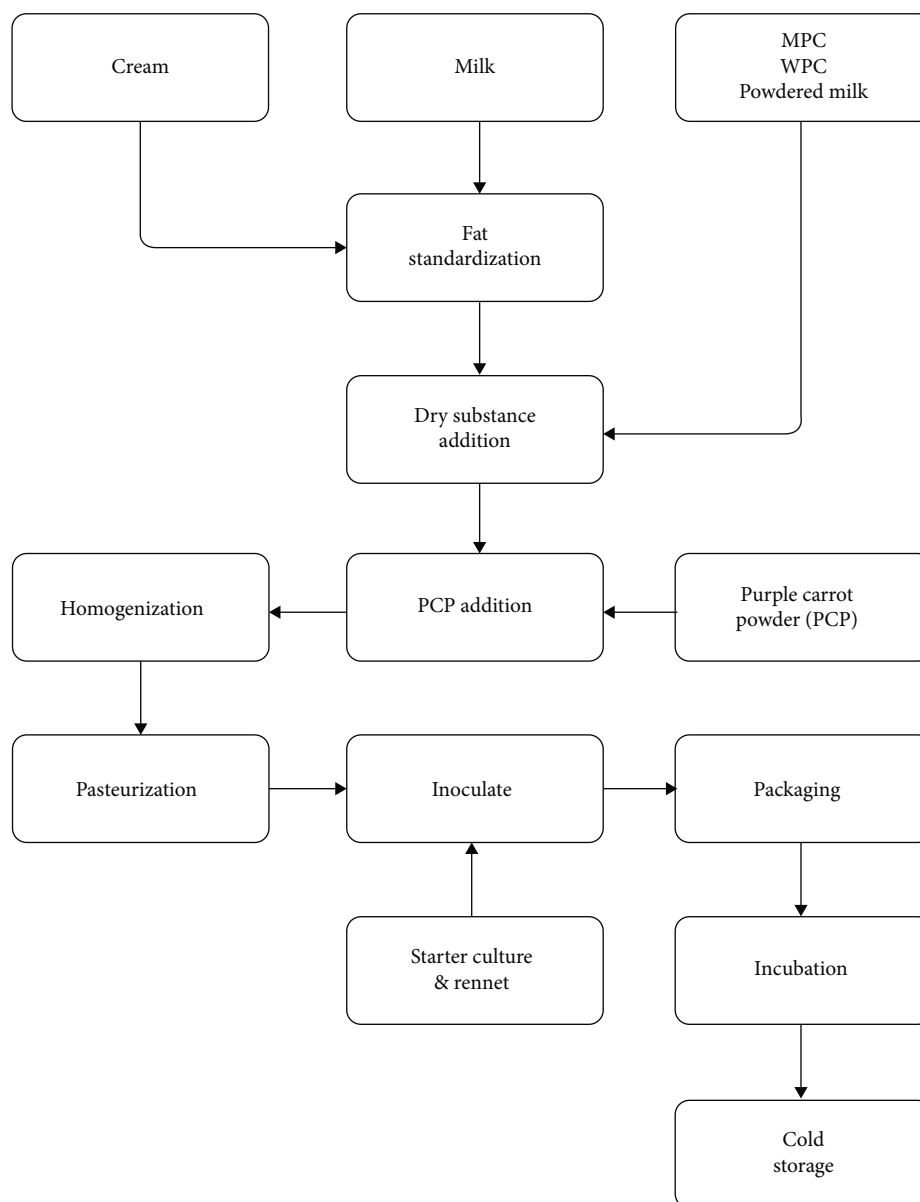 Cream
Milk
MPC
WPC
Powdered milk
Fat
standardization
Dry substance
addition
Homogenization
PCP addition
Purple carrot
powder (PCP)
Pasteurization
Inoculate
Packaging
Starter culture
& rennet
Incubation
Cold
storage